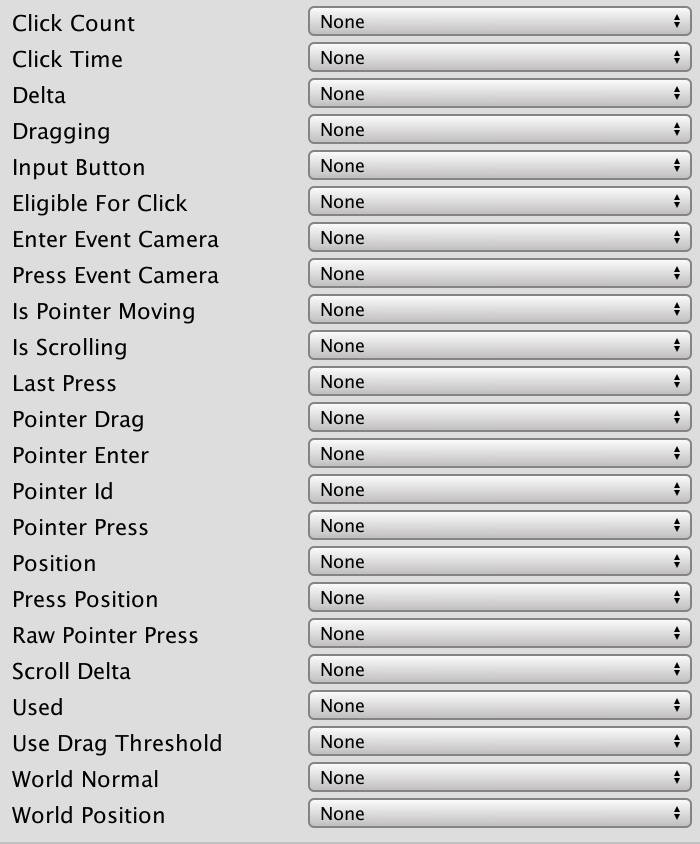 Click Count None
Click Time None
Delta None
Dragging None
Input Button None
Eligible For Click None
Enter Event Camera None
Press Event Camera None
Is Pointer Moving None
Is Scrolling None
Last Press None
Pointer Drag None
Pointer Enter None
Pointer Id None
Pointer Press None
Position None
Press Position None
Raw Pointer Press None
Scroll Delta None
Used None
Use Drag Threshold None
World Normal None
World Position None